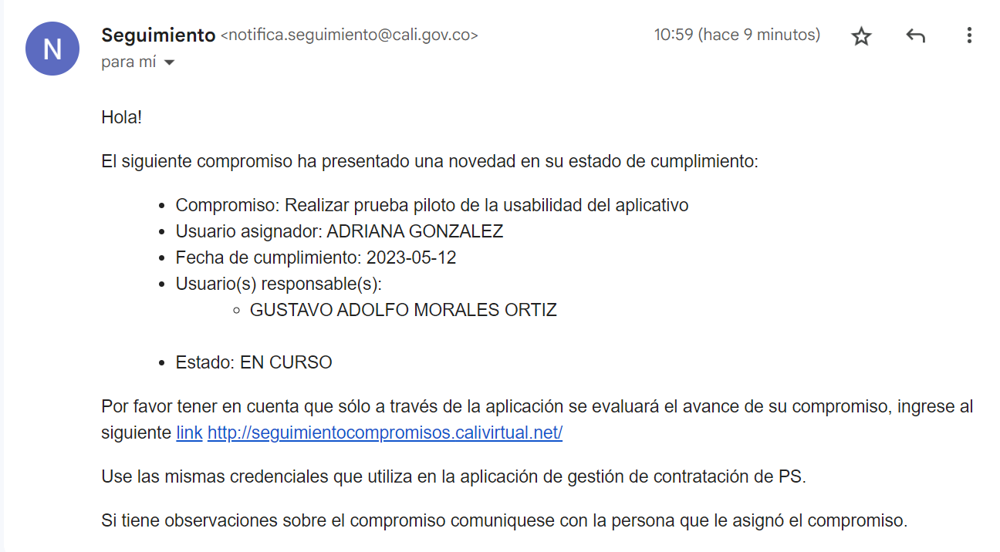 N
Seguimiento <notifica.seguimiento@cali.gov.co>
10:59 (hace 9 minutos)
para mí
Hola!
El siguiente compromiso ha presentado una novedad en su estado de cumplimiento:
• Compromiso: Realizar prueba piloto de la usabilidad del aplicativo
• Usuario asignador: ADRIANA GONZALEZ
• Fecha de cumplimiento: 2023-05-12
• Usuario(s) responsable(s):
◦ GUSTAVO ADOLFO MORALES ORTIZ
• Estado: EN CURSO
Por favor tener en cuenta que sólo a través de la aplicación se evaluará el avance de su compromiso, ingrese al
siguiente link http://seguimientocompromisos.calivirtual.net/
Use las mismas credenciales que utiliza en la aplicación de gestión de contratación de PS.
Si tiene observaciones sobre el compromiso comuniquese con la persona que le asignó el compromiso.